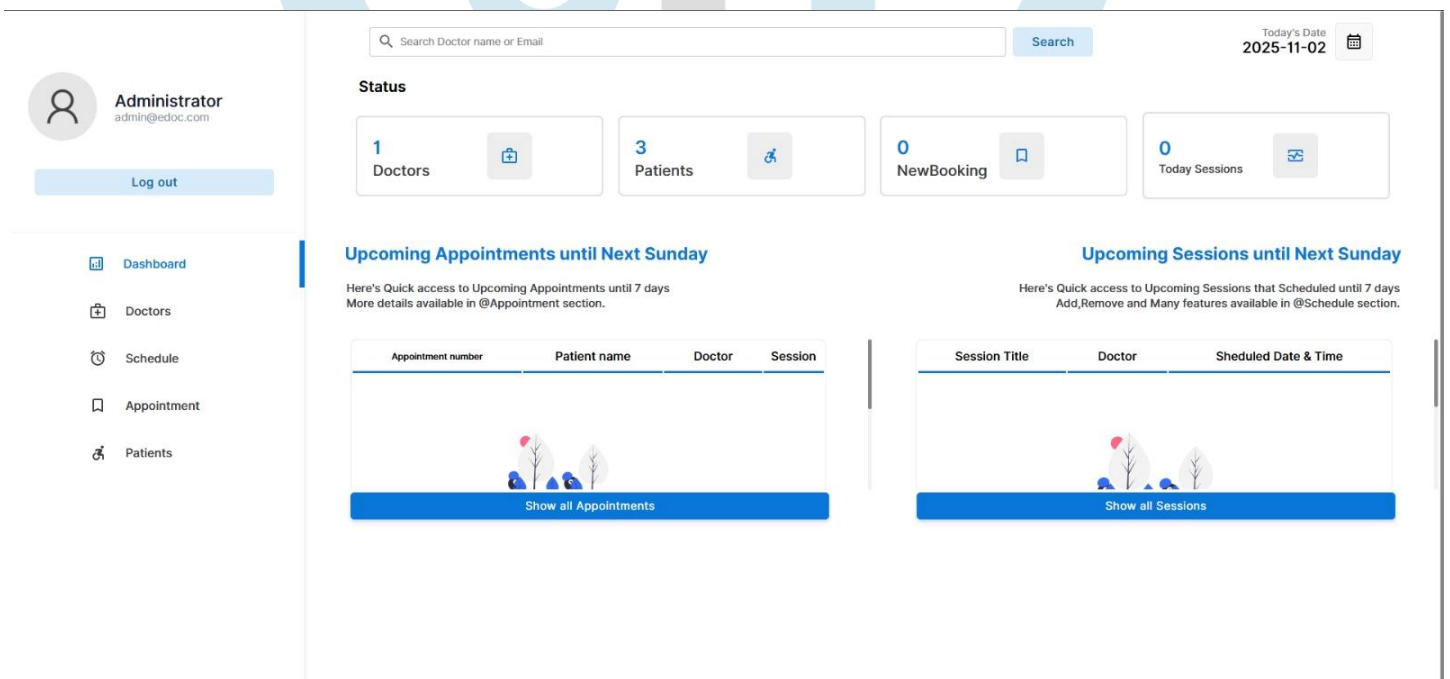 Search Doctor name or Email
Search
Today's Date
2025-11-02
Administrator
admin@edoc.com
Log out
Dashboard
Doctors
Schedule
Appointment
Patients
Status
1
Doctors
3
Patients
0
NewBooking
0
Today Sessions
Upcoming Appointments until Next Sunday
Here's Quick access to Upcoming Appointments until 7 days
More details available in @Appointment section.
Appointment number Patient name Doctor Session
Show all Appointments
Upcoming Sessions until Next Sunday
Here's Quick access to Upcoming Sessions that Scheduled until 7 days
Add,Remove and Many features available in @Schedule section.
Session Title Doctor Sheduled Date & Time
Show all Sessions